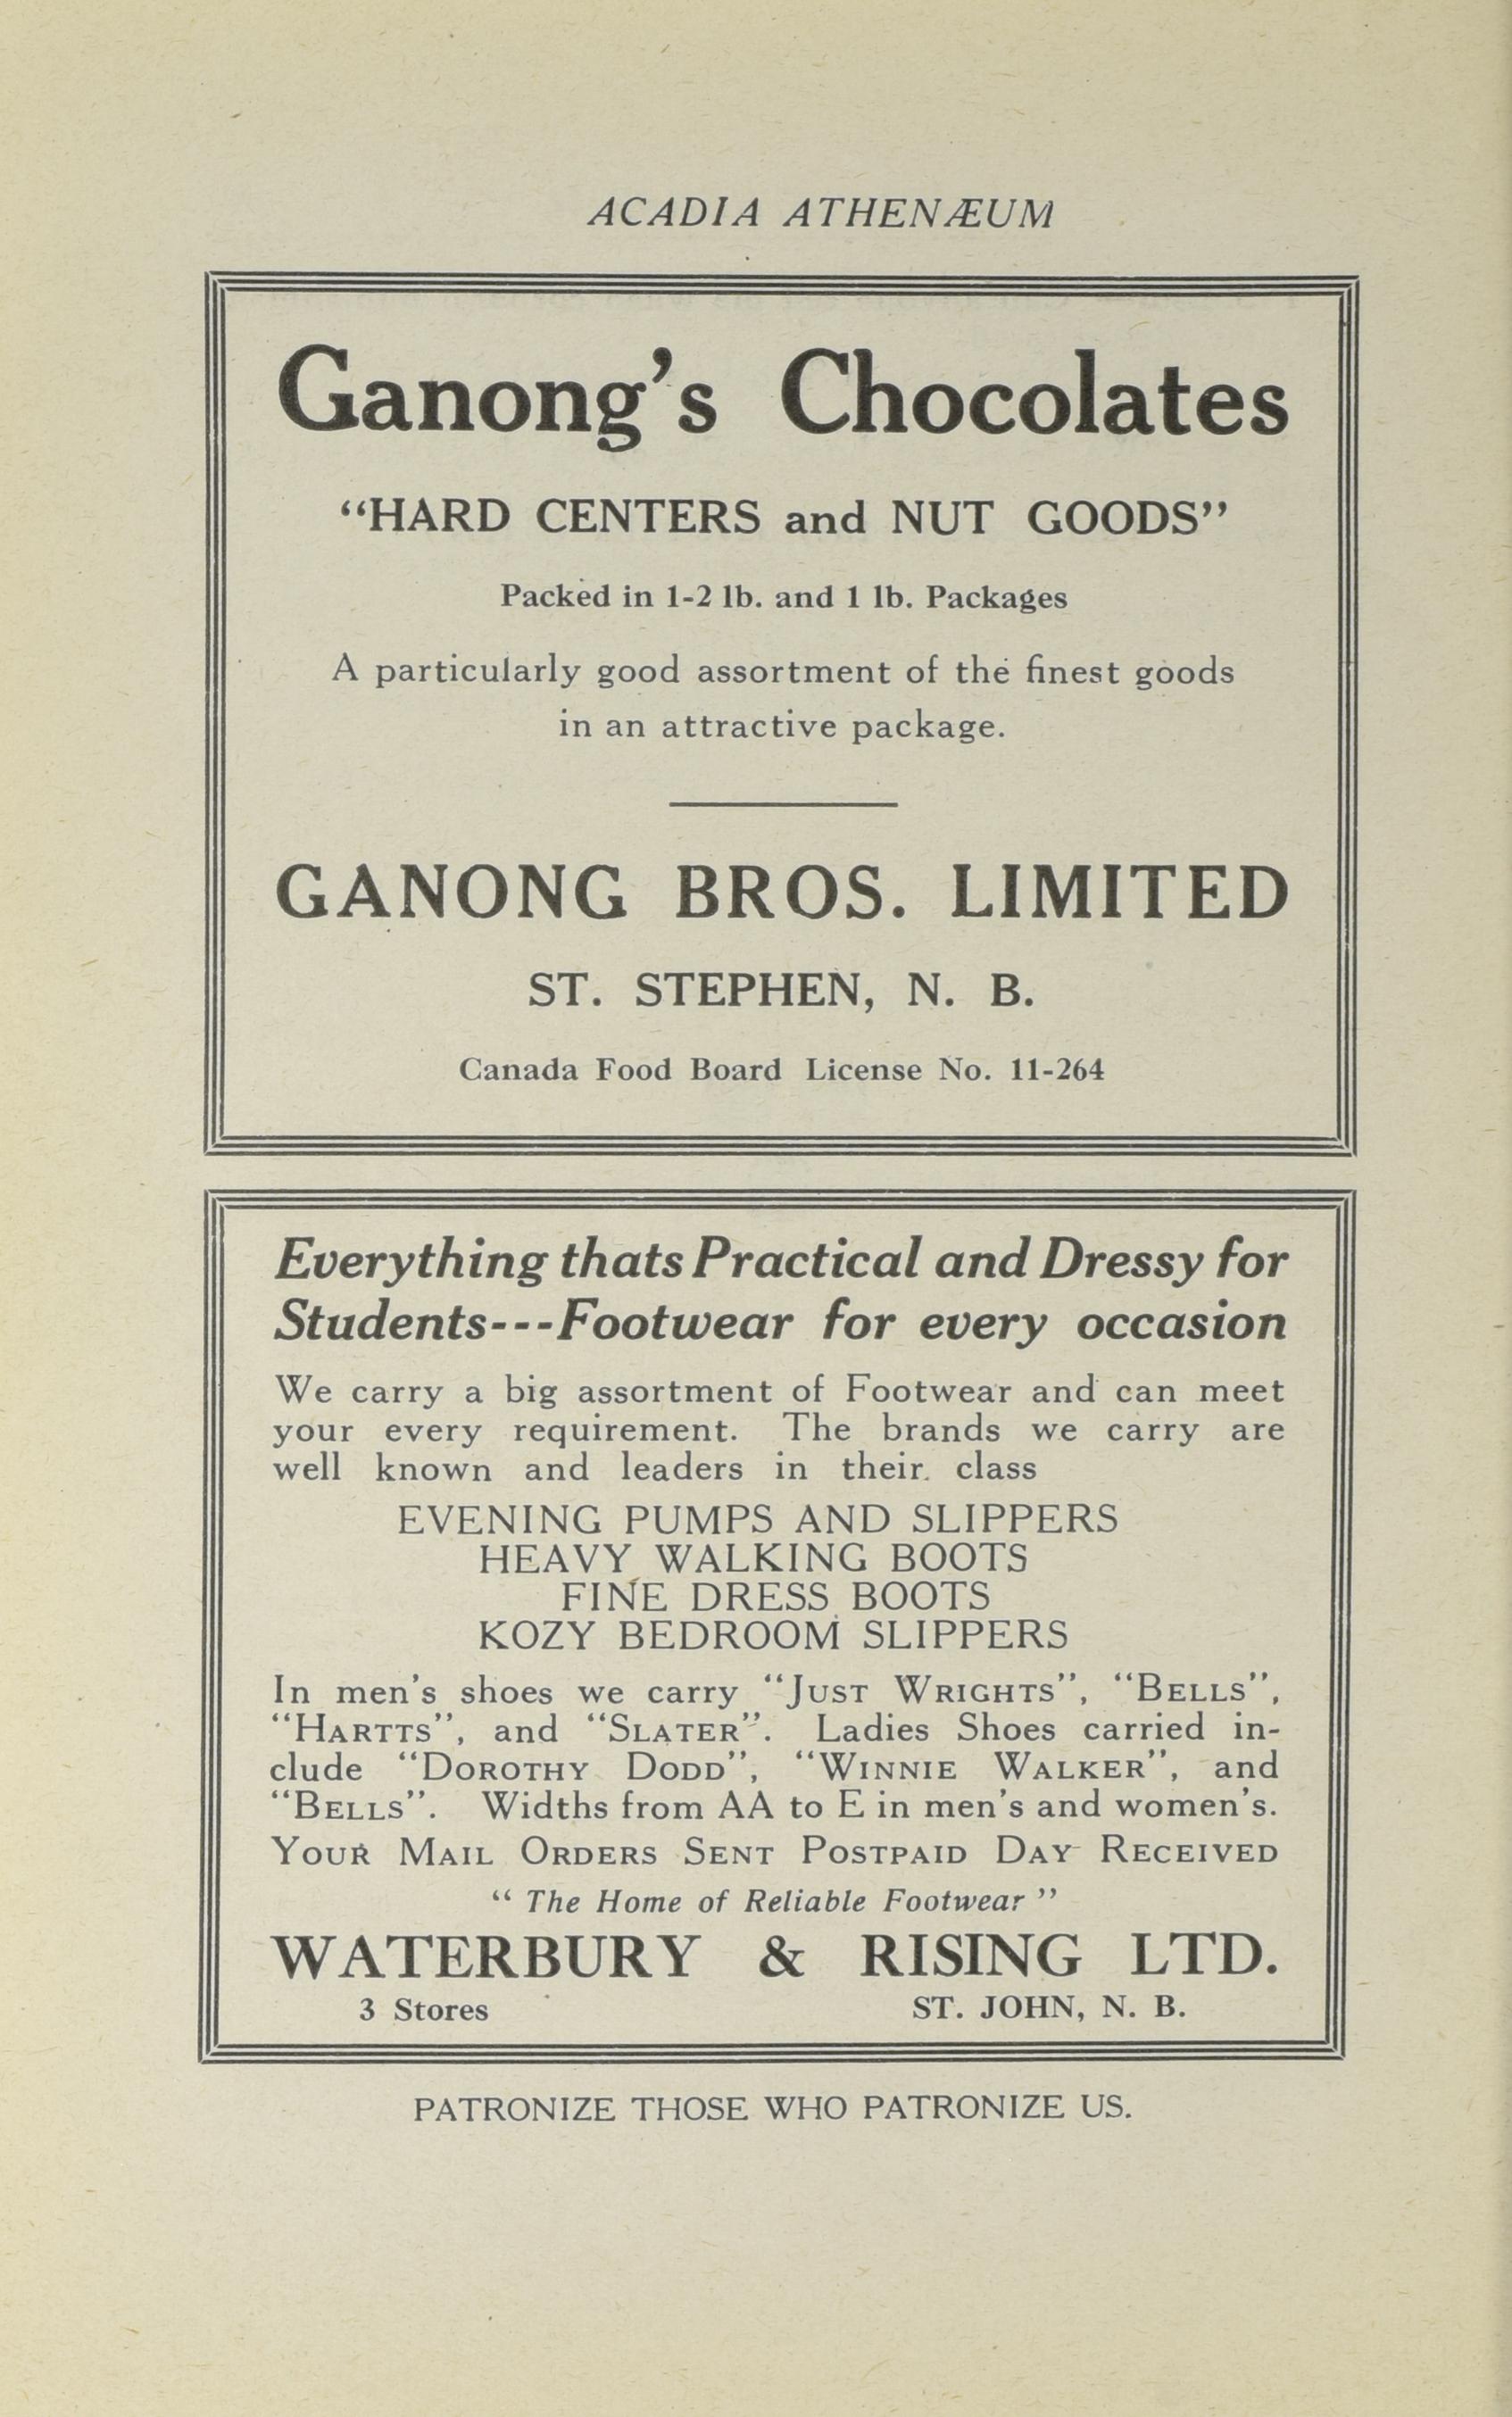 ACADIA ATHENÆUM
Ganong's Chocolates
"HARD CENTERS and NUT GOODS"
Packed in 1-2 lb. and 1 lb. Packages
A particularly good assortment of the finest goods
in an attractive package.
GANONG BROS. LIMITED
ST. STEPHEN, N. B.
Canada Food Board License No. 11-264
Everything thats Practical and Dressy for
Students---Footwear for every occasion
We carry a big assortment of Footwear and can meet
your every requirement. The brands we carry are
well known and leaders in their. class
EVENING PUMPS AND SLIPPERS
HEAVY WALKING BOOTS
FINE DRESS BOOTS
KOZY BEDROOM SLIPPERS
In men's shoes we carry "JUST WRIGHTS", "BELLS",
"HARTTS", and "SLATER". Ladies Shoes carried in-
clude "DOROTHY DODD", "WINNIE WALKER", and
"BELLS". Widths from AA to E in men's and women's.
YOUR MAIL ORDERS SENT POSTPAID DAY RECEIVED
" The Home of Reliable Footwear "
WATERBURY & RISING LTD.
3 Stores ST. JOHN, N. B.
PATRONIZE THOSE WHO PATRONIZE US.